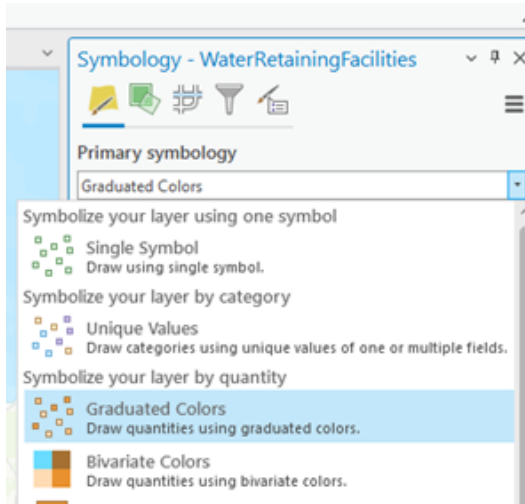 Symbology - WaterRetainingFacilities
Primary symbology
Graduated Colors
Symbolize your layer using one symbol
Single Symbol
Draw using single symbol.
Symbolize your layer by category
Unique Values
Draw categories using unique values of one or multiple fields.
Symbolize your layer by quantity
Graduated Colors
Draw quantities using graduated colors.
Bivariate Colors
Draw quantities using bivariate colors.